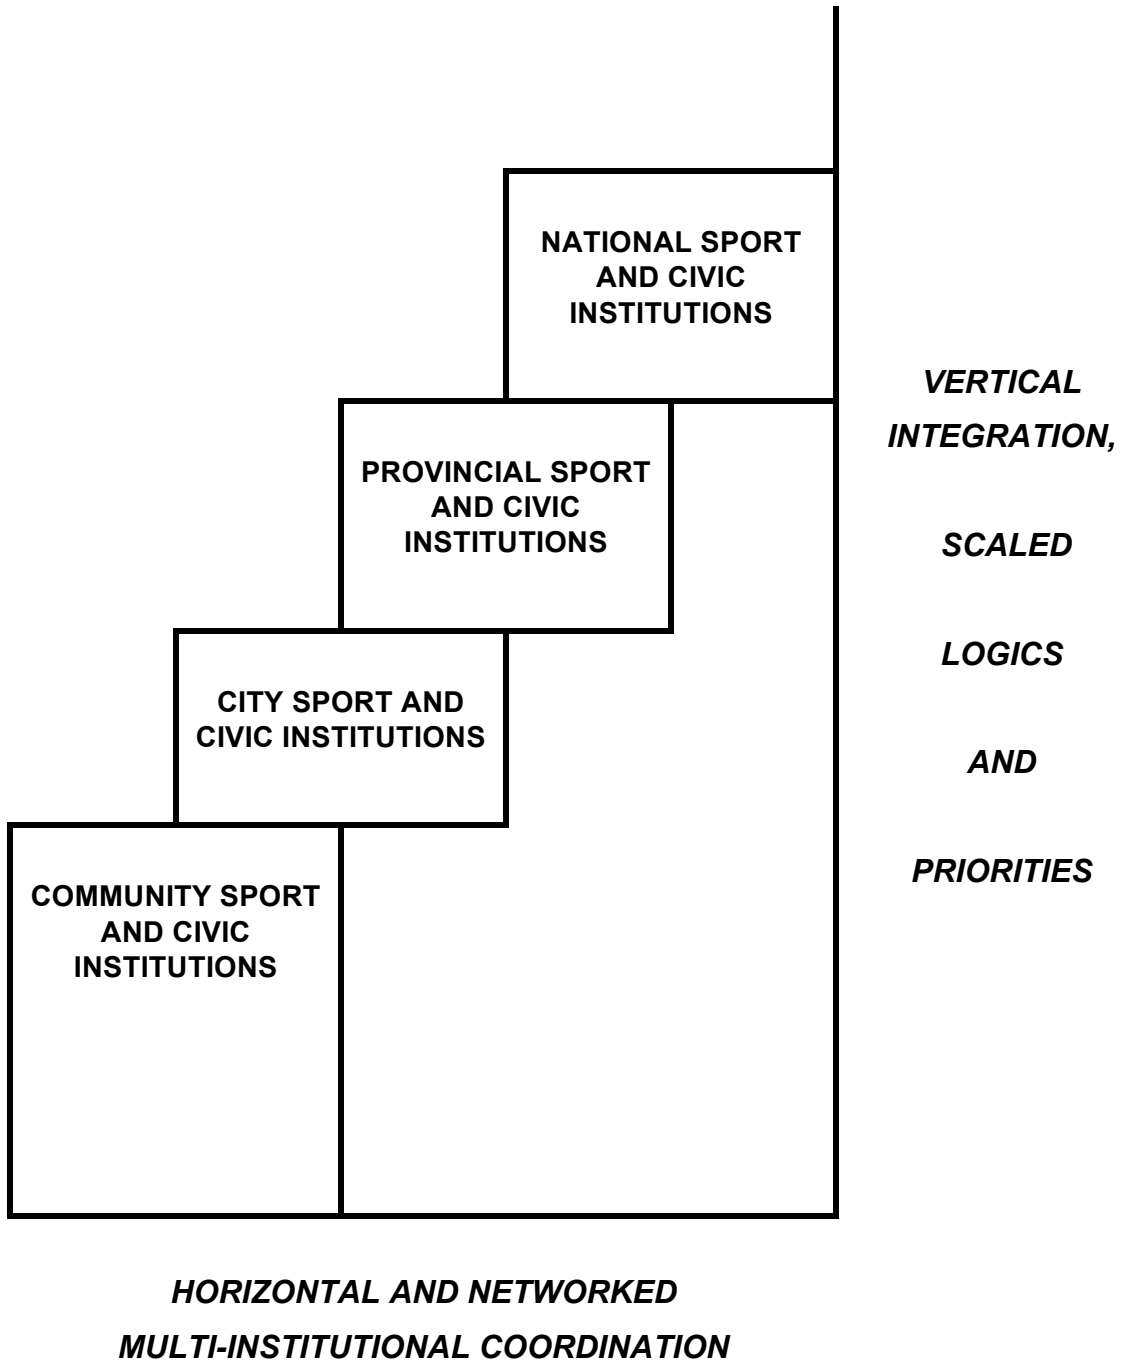 NATIONAL SPORT
AND CIVIC
INSTITUTIONS
PROVINCIAL SPORT
AND CIVIC
INSTITUTIONS
CITY SPORT AND
CIVIC INSTITUTIONS
COMMUNITY SPORT
AND CIVIC
INSTITUTIONS
VERTICAL
INTEGRATION,
SCALED
LOGICS
AND
PRIORITIES
HORIZONTAL AND NETWORKED
MULTI-INSTITUTIONAL COORDINATION